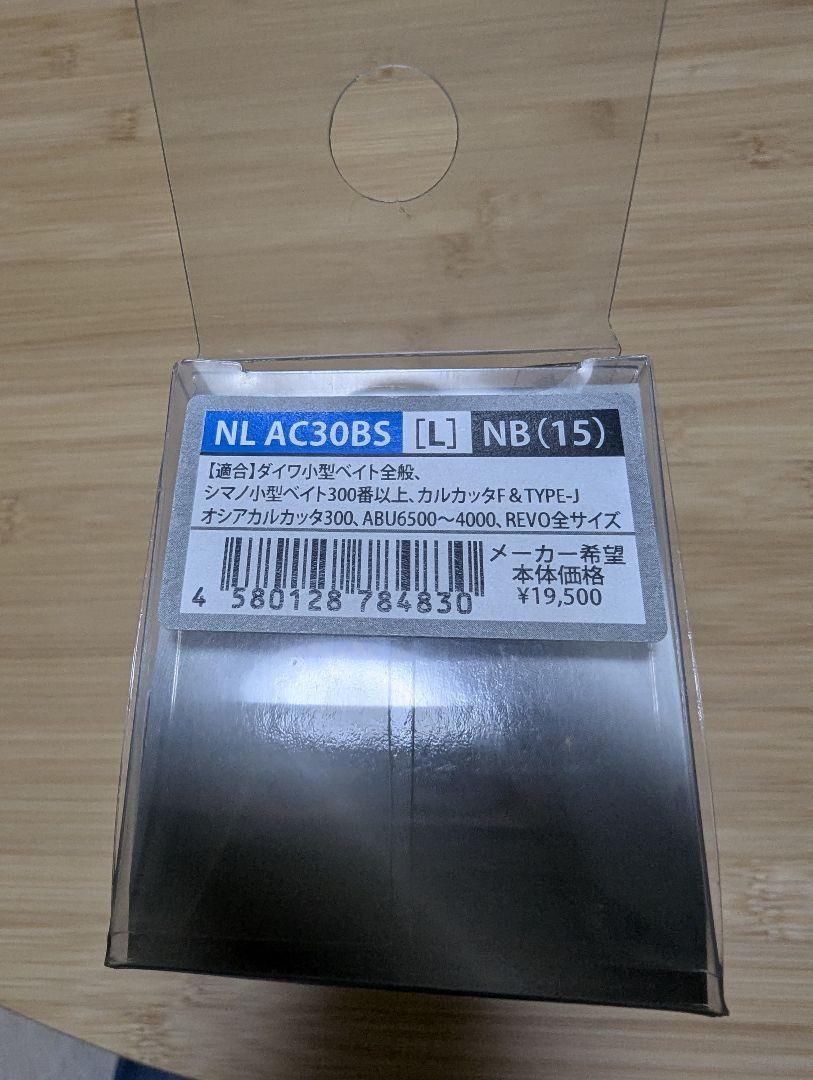 NL AC30BS [L] NB(15)
【適合】ダイワ小型ベイト全般、
シマノ小型ベイト300番以上、カルカッタF&TYPE-J
オシアカルカッタ300、ABU6500〜4000、REVO全サイズ
メーカー希望
本体価格
¥19,500
4 580128 784830